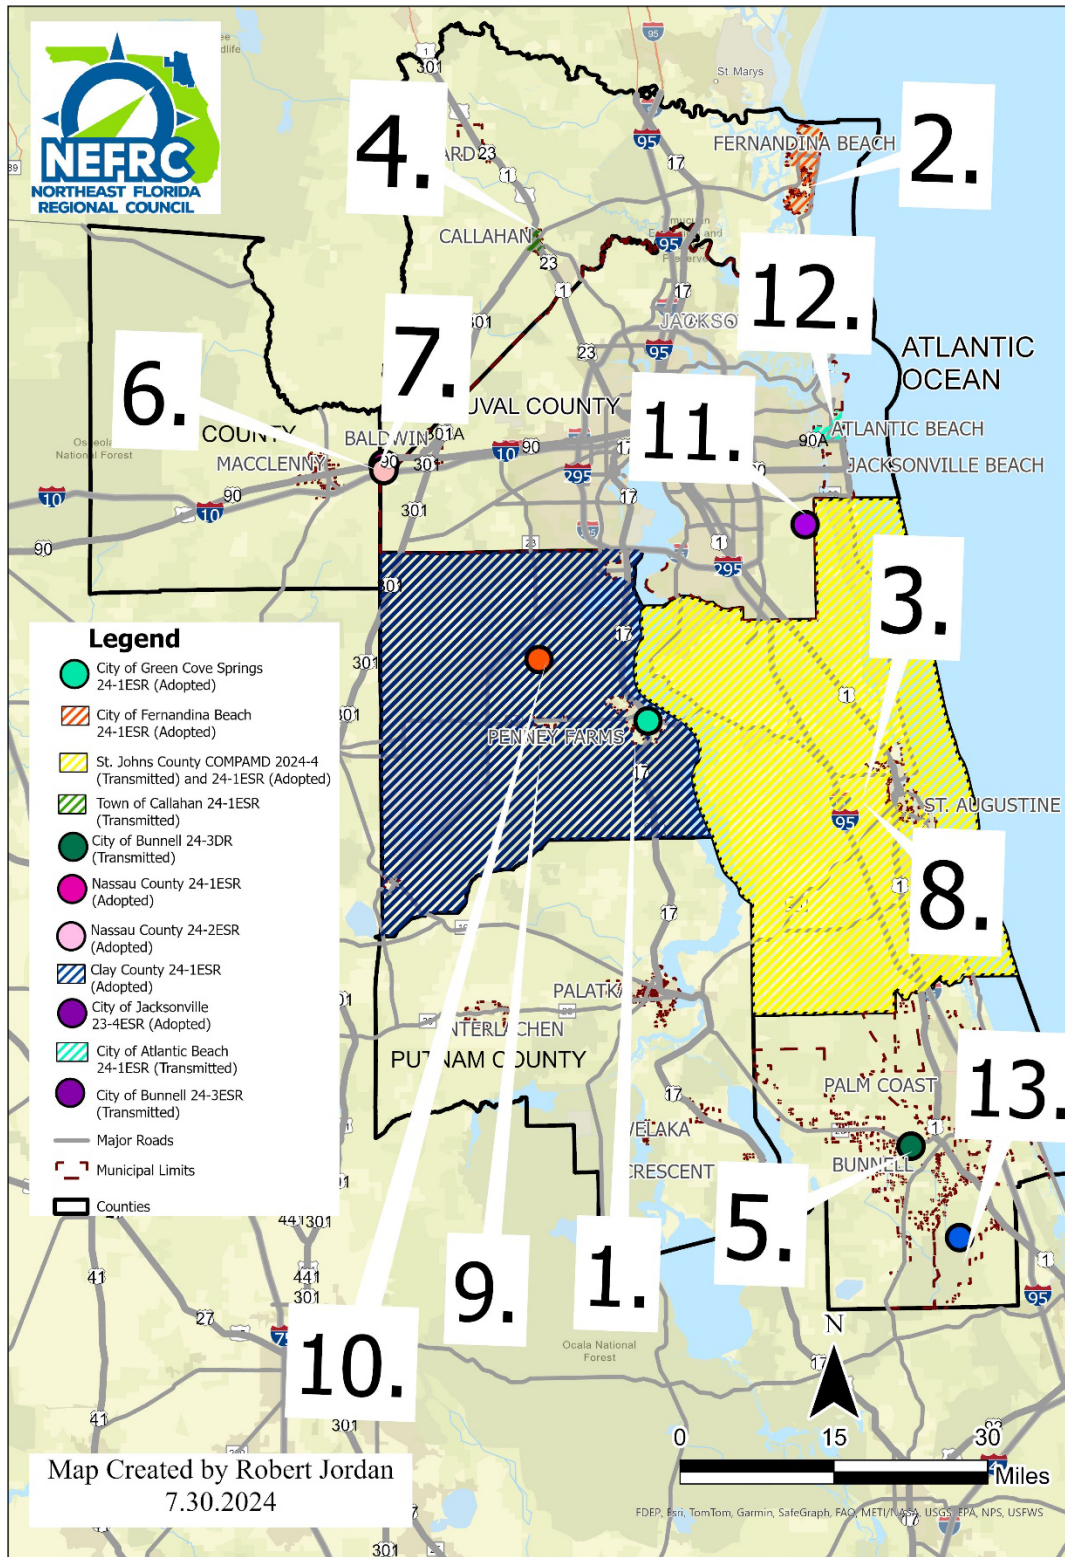 NEFRC
NORTHEAST FLORIDA
REGIONAL COUNCIL
St Marys
FERNANDINA BEACH
2.
4.
CALLAHAN
12.
ATLANTIC
OCEAN
7.
6.
11.
UVAL COUNTY
COUNTY
BALDWIN
MACCLENNY
National Forest
ATLANTIC BEACH
JACKSONVILLE BEACH
3.
Legend
City of Green Cove Springs
24-1ESR (Adopted)
City of Fernandina Beach
24-1ESR (Adopted)
St. Johns County COMPAMD 2024-4
(Transmitted) and 24-1ESR (Adopted)
Town of Callahan 24-1ESR
(Transmitted)
City of Bunnell 24-3DR
(Transmitted)
Nassau County 24-1ESR
(Adopted)
Nassau County 24-2ESR
(Adopted)
Clay County 24-1ESR
(Adopted)
City of Jacksonville
23-4ESR (Adopted)
City of Atlantic Beach
24-1ESR (Transmitted)
City of Bunnell 24-3ESR
(Transmitted)
Major Roads
Municipal Limits
Counties
PENNEY FARMS
ST. AUGUSTINE
8.
PALATKA
NTERLACHEN
PUTNAM COUNTY
PALM COAST
13.
WELAKA
CRESCENT
BUNNELL
5.
9.
1.
10.
Ocala National
Forest
N
0 15 30
Miles
Map Created by Robert Jordan
7.30.2024
FDEP, Esri, TomTom, Garmin, SafeGraph, FAO, METI/NASA, USGS, EPA, NPS, USFWS